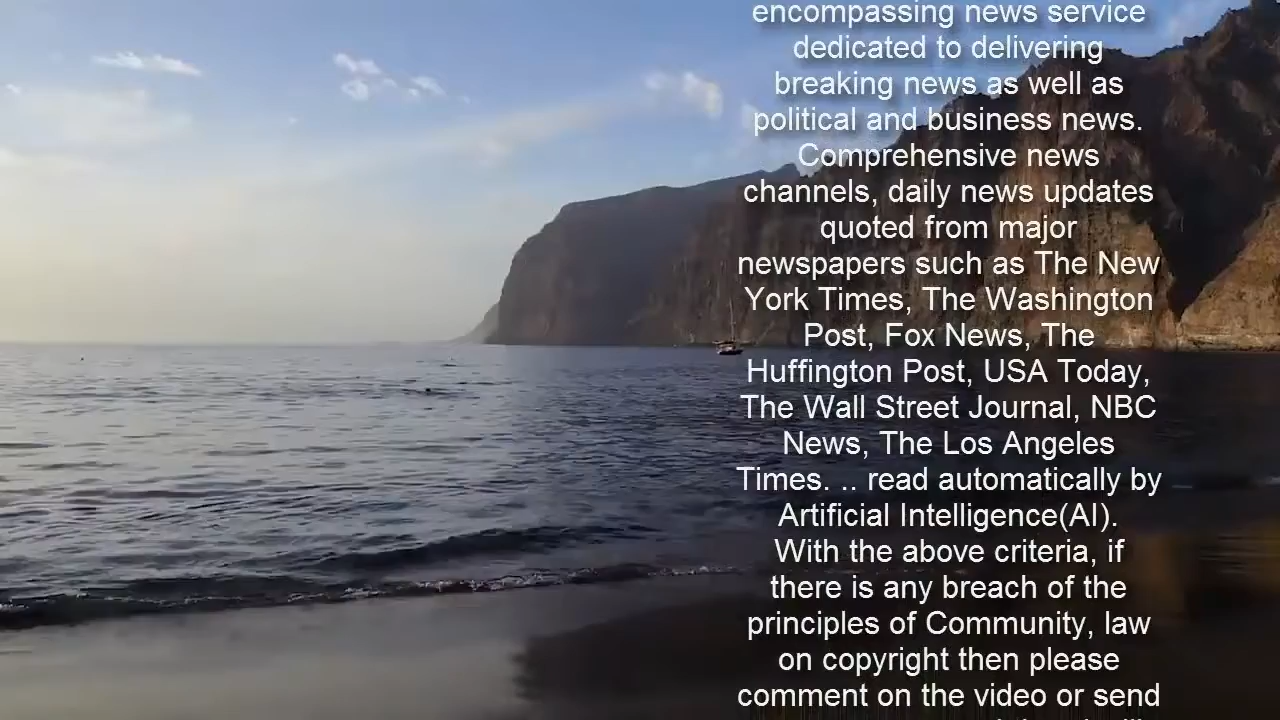 encompassing news service
dedicated to delivering
breaking news as well as
political and business news.
Comprehensive news
channels, daily news updates
quoted from major
newspapers such as The New
York Times, The Washington
Post, Fox News, The
Huffington Post, USA Today,
The Wall Street Journal, NBC
News, The Los Angeles
Times. .. read automatically by
Artificial Intelligence(AI).
With the above criteria, if
there is any breach of the
principles of Community, law
on copyright then please
comment on the video or send